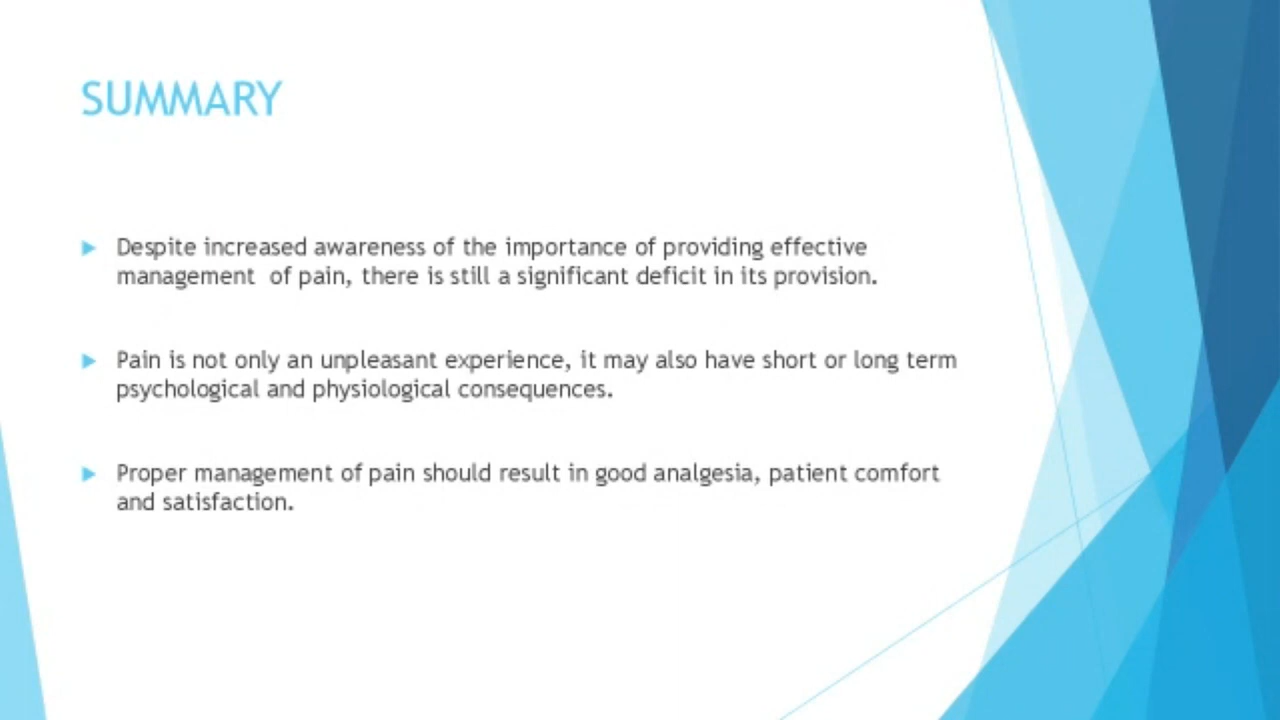 SUMMARY
Despite increased awareness of the importance of providing effective
management  of pain, there is still a significant deficit in its provision.
Pain is not only an unpleasant experience, it may also have short or long term
psychological and physiological consequences.
Proper management of pain should result in good analgesia, patient comfort
and satisfaction.